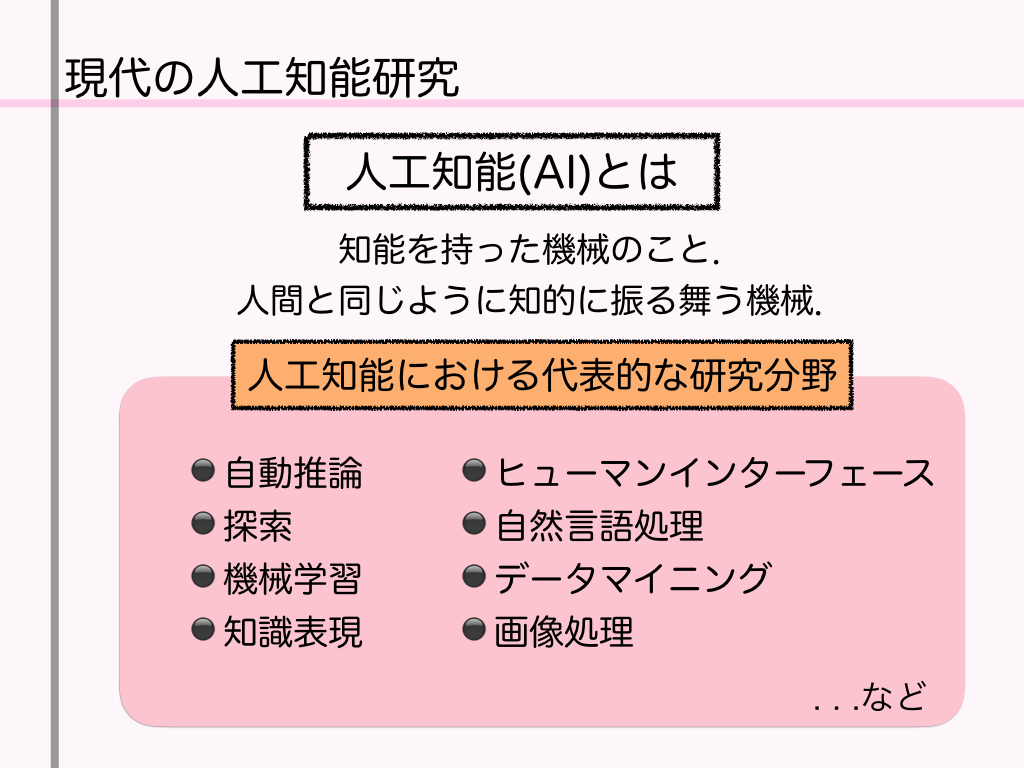 現代の人工知能研究
人工知能(AI)とは
知能を持った機械のこと.
人間と同じように知的に振る舞う機械.
人工知能における代表的な研究分野
自動推論
探索
機械学習
知識表現
ヒューマンインターフェース
自然言語処理
データマイニング
画像処理
. . .など